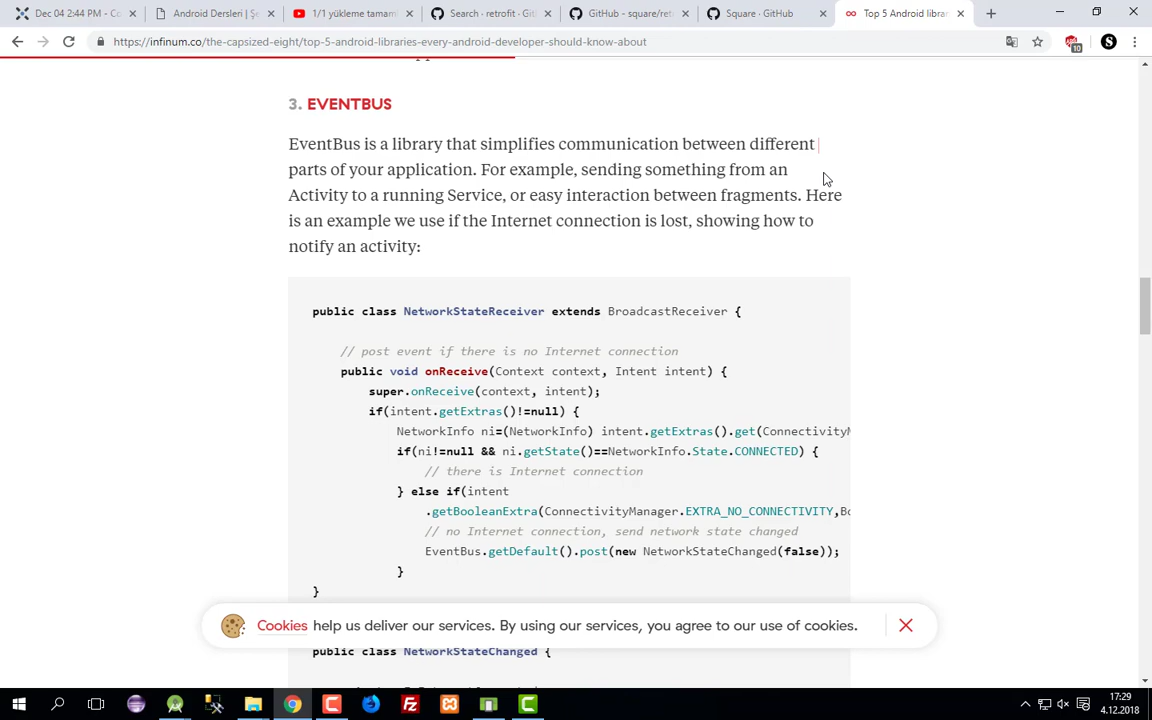 Dec 04 2:44 PM - Co
Android Dersleri | Şe
1/1 yükleme tamam
Search · retrofit · Git
GitHub - square/ret
Square · GitHub
Top 5 Android librar
https://infinum.co/the-capsized-eight/top-5-android-libraries-every-android-developer-should-know-about
10
S
3. EVENTBUS
EventBus is a library that simplifies communication between different
parts of your application. For example, sending something from an
Activity to a running Service, or easy interaction between fragments. Here
is an example we use if the Internet connection is lost, showing how to
notify an activity:
public class NetworkStateReceiver extends BroadcastReceiver {
// post event if there is no Internet connection
public void onReceive(Context context, Intent intent) {
super.onReceive(context, intent);
if(intent.getExtras()!=null) {
NetworkInfo ni=(NetworkInfo) intent.getExtras().get(ConnectivityM
if(ni!=null && ni.getState()==NetworkInfo.State.CONNECTED) {
// there is Internet connection
} else if(intent
.getBooleanExtra(ConnectivityManager.EXTRA_NO_CONNECTIVITY,Bo
// no Internet connection, send network state changed
EventBus.getDefault().post(new NetworkStateChanged(false));
}
}
Cookies help us deliver our services. By using our services, you agree to our use of cookies.
public class NetworkStateChanged {
17:29
4.12.2018